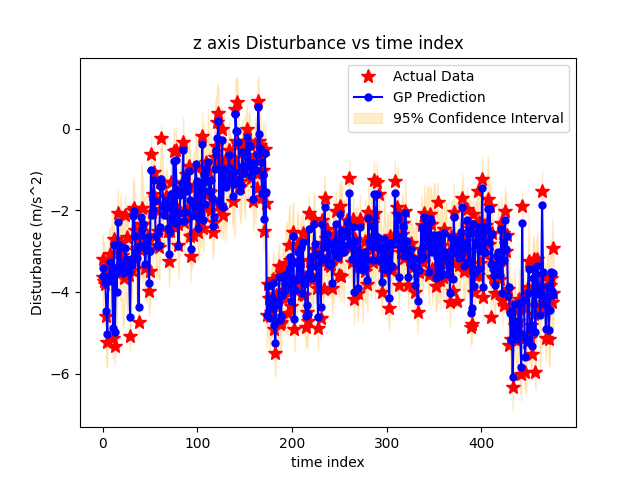 z axis Disturbance vs time index
Actual Data
GP Prediction
95% Confidence Interval
Disturbance (m/s^2)
0
−2
−4
−6
0 100 200 300 400
time index